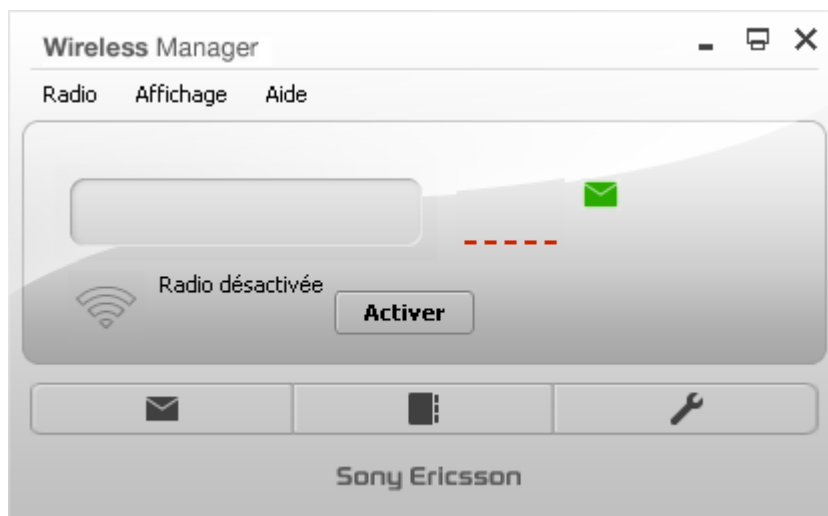 Wireless Manager
Radio Affichage Aide
Radio désactivée
Activer
Sony Ericsson